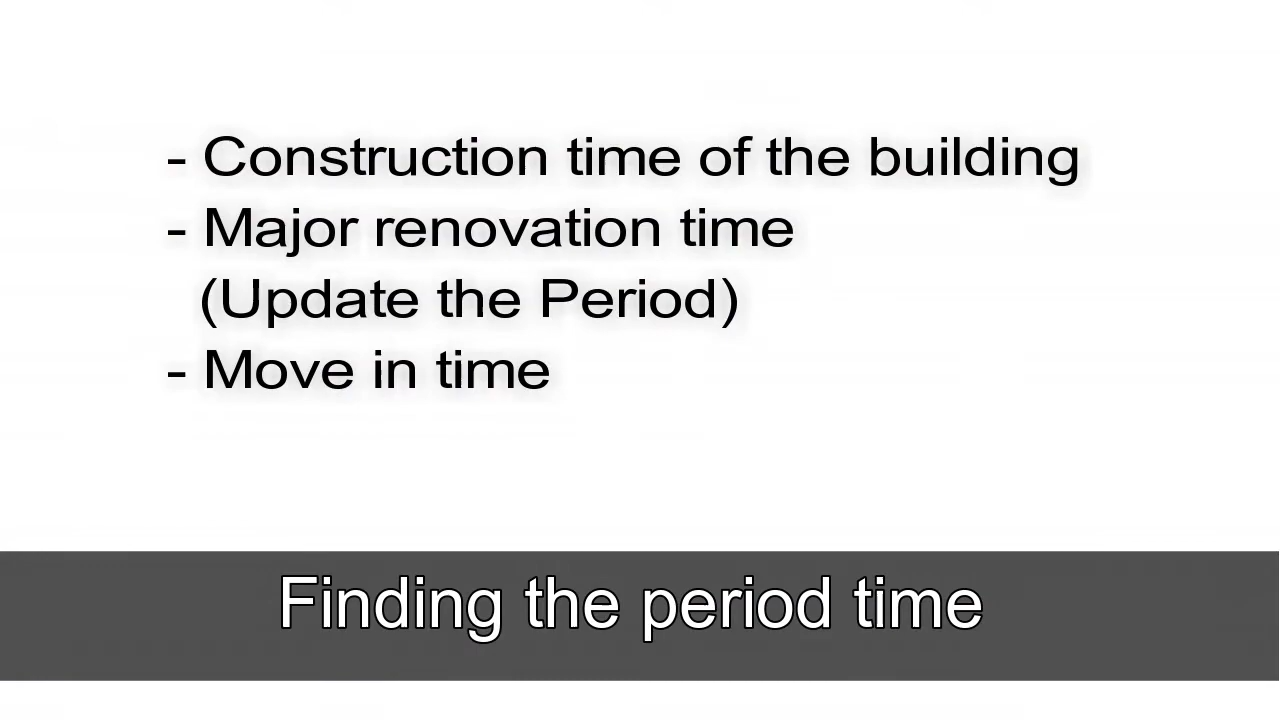 - Construction time of the building
- Major renovation time
(Update the Period)
- Move in time
Finding the period time